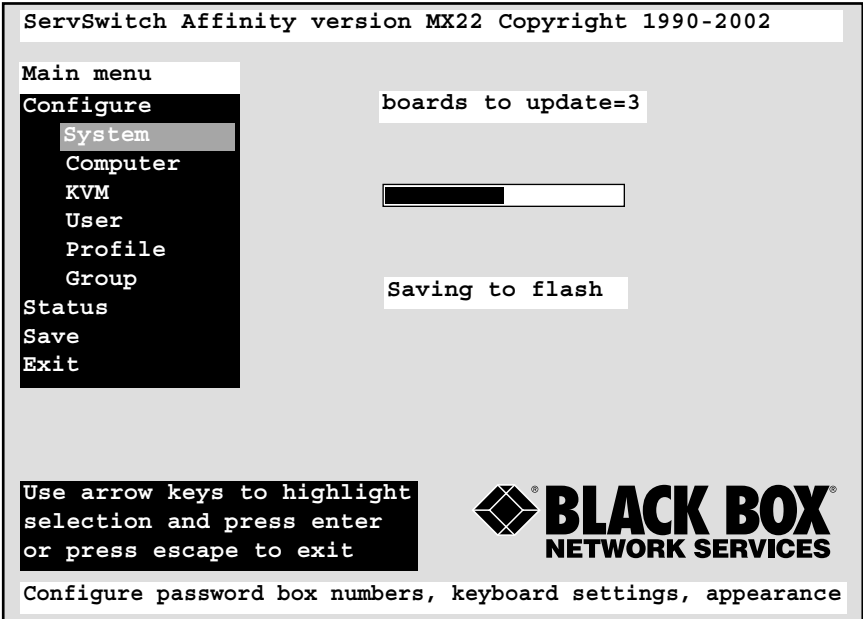 ServSwitch Affinity version MX22 Copyright 1990-2002
Main menu
Configure
System
Computer
KVM
User
Profile
Group
Status
Save
Exit
boards to update=3
Saving to flash
Use arrow keys to highlight
selection and press enter
or press escape to exit
® BLACK BOX®
NETWORK SERVICES
Configure password box numbers, keyboard settings, appearance